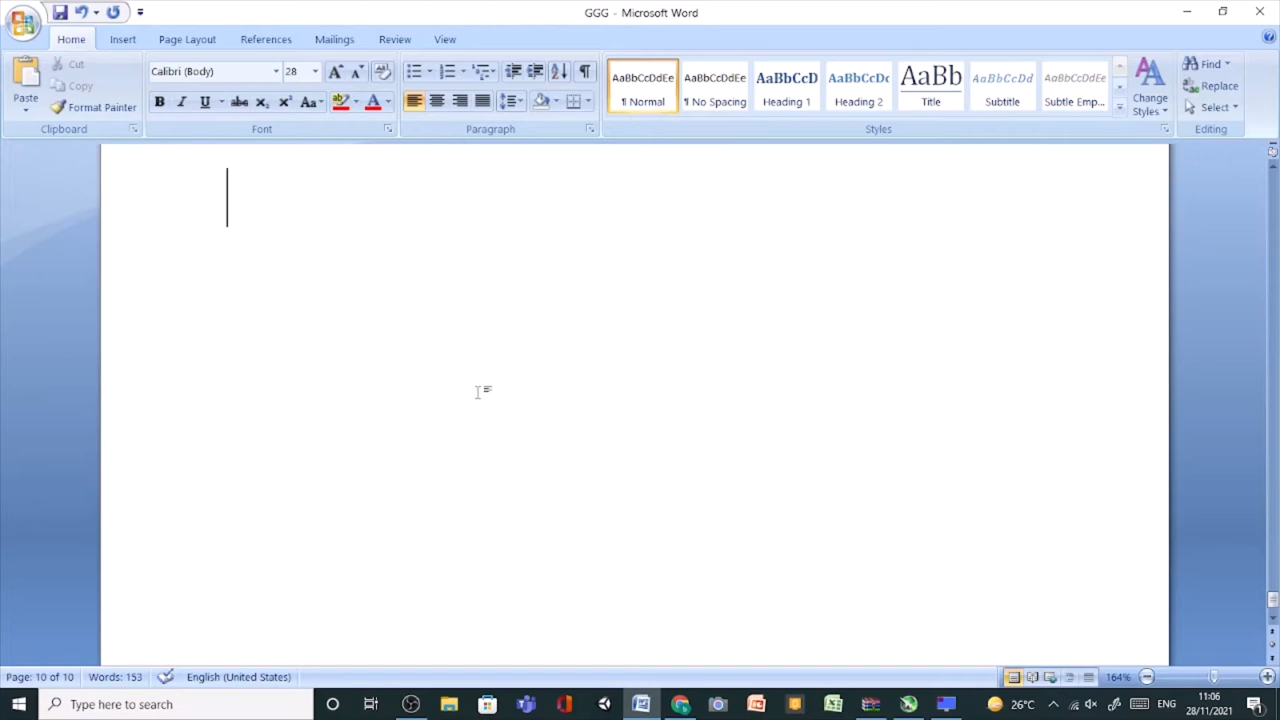 GGG - Microsoft Word
Home Insert Page Layout References Mailings Review View
Cut
Copy
Format Painter
Paste
Clipboard
Calibri (Body) 28
Font
Paragraph
AaBbCcDdEe AaBbCcDdEe AaBbCcD AaBbCcDc AaBb AaBbCcDd AaBbCcDdEe
¶ Normal ¶ No Spacing Heading 1 Heading 2 Title Subtitle Subtle Emp...
Change
Styles
Styles
Find
Replace
Select
Editing
Page: 10 of 10 Words: 153 English (United States) 164%
Type here to search
26°C ENG 11:06
28/11/2021